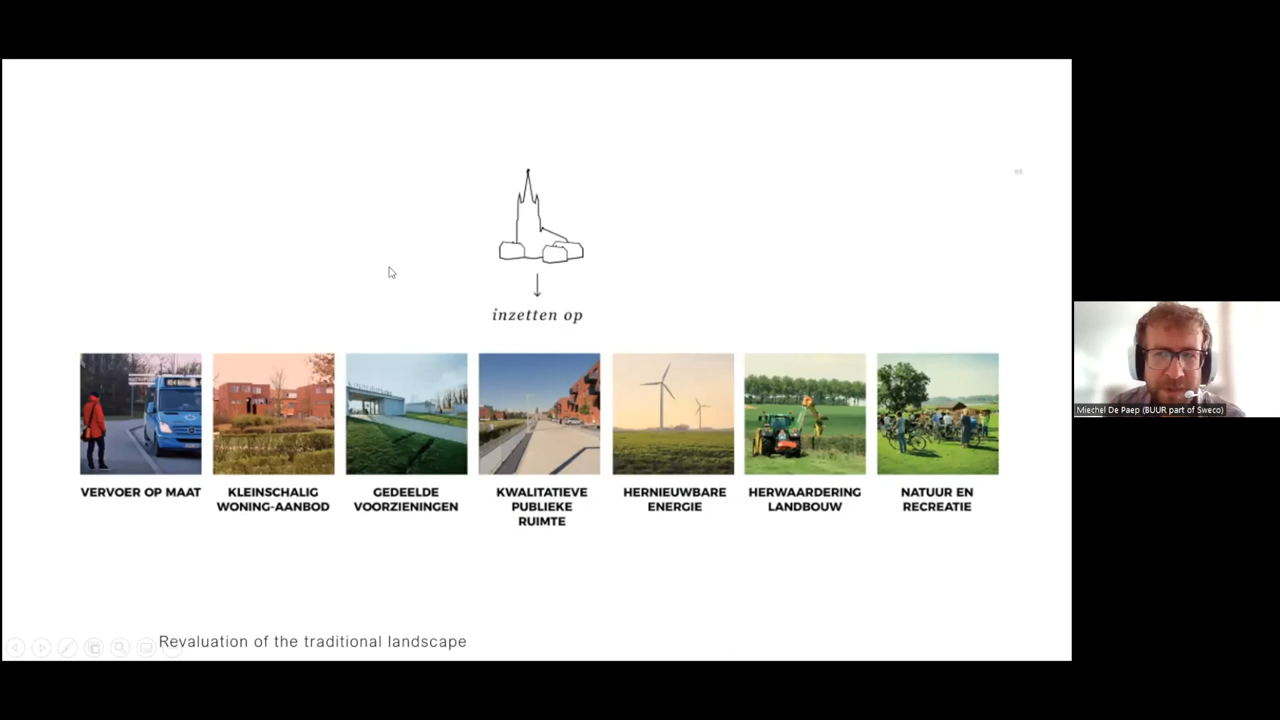 inzetten op
VERVOER OP MAAT
KLEINSCHALIG
WONING-AANBOD
GEDEELDE
VOORZIENINGEN
KWALITATIEVE
PUBLIEKE
RUIMTE
HERNIEUWBARE
ENERGIE
HERWAARDERING
LANDBOUW
NATUUR EN
RECREATIE
Revaluation of the traditional landscape
Miechel De Paep (BUUR part of Sweco)